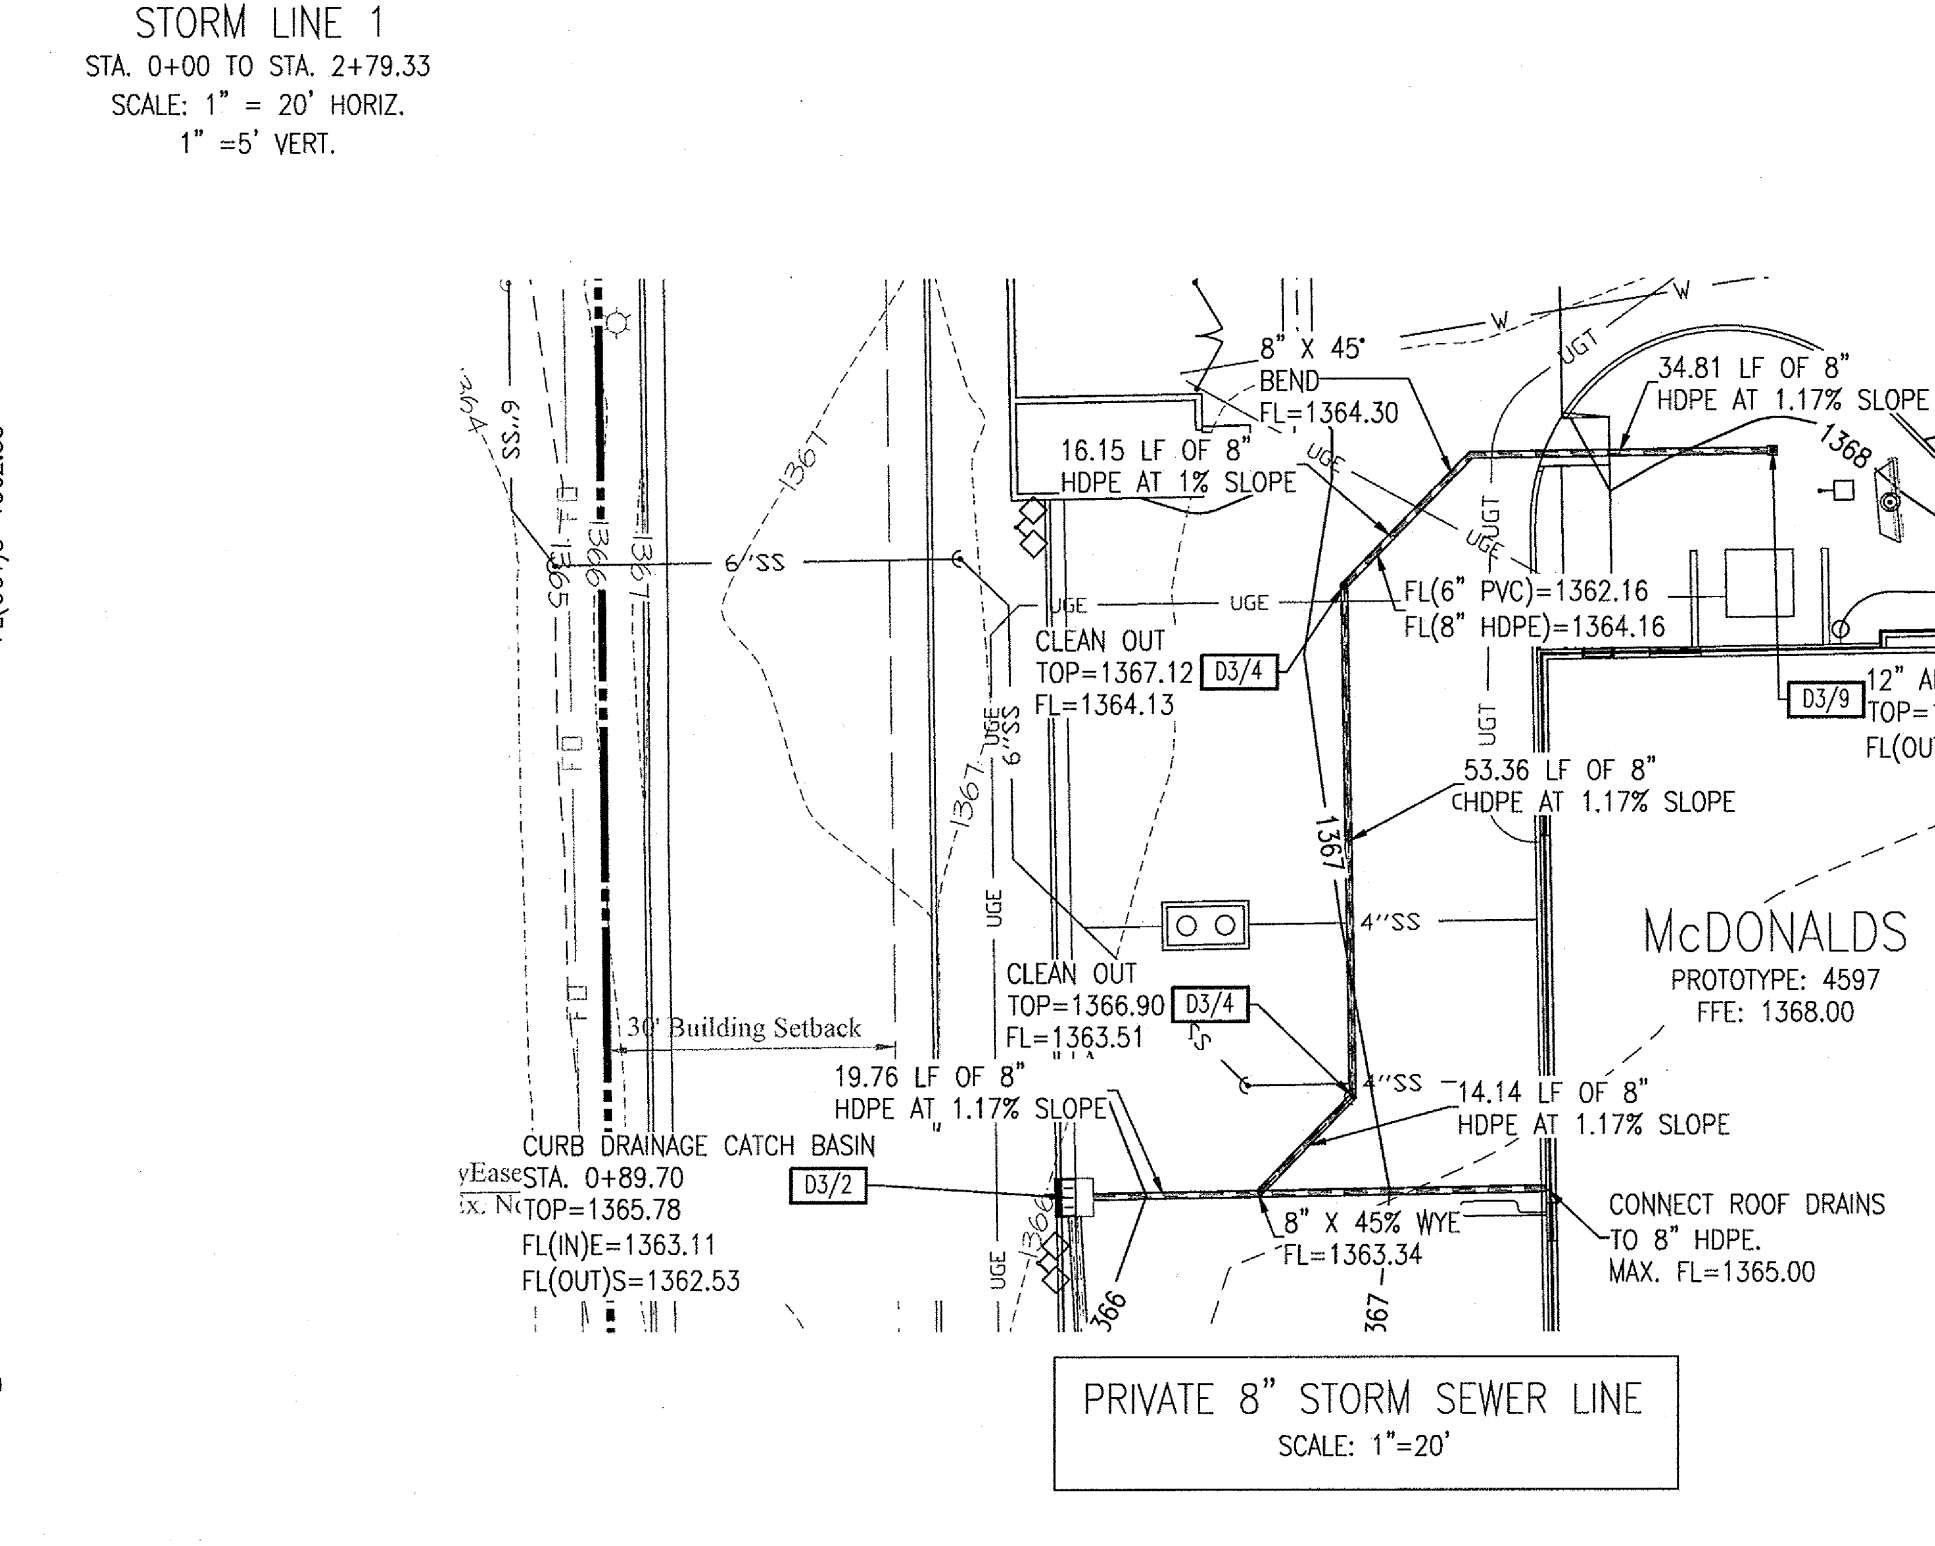 STORM LINE 1
STA. 0+00 TO STA. 2+79.33
SCALE: 1" = 20' HORIZ.
1" =5' VERT.
8" X 45°
BEND
FL=1364.30
16.15 LF OF 8"
HDPE AT 1% SLOPE
34.81 LF OF 8"
HDPE AT 1.17% SLOPE
W
W
UGT
1368
1364
6"SS
1367
UGE
UGE
UGT
FO
1365
1366
1367
6"SS
UGE
UGE
FL(6" PVC)=1362.16
FL(8" HDPE)=1364.16
CLEAN OUT
TOP=1367.12
FL=1364.13
D3/4
D3/9
12"
TOP=
FL(OU
UGE
6"SS
UGT
FO
1367
53.36 LF OF 8"
HDPE AT 1.17% SLOPE
1367
UGE
4"SS
McDONALDS
PROTOTYPE: 4597
FFE: 1368.00
CLEAN OUT
TOP=1366.90
FL=1363.51
D3/4
SS
FO
30' Building Setback
19.76 LF OF 8"
HDPE AT 1.17% SLOPE
4"SS
14.14 LF OF 8"
HDPE AT 1.17% SLOPE
CURB DRAINAGE CATCH BASIN
STA. 0+89.70
TOP=1365.78
FL(IN)E=1363.11
FL(OUT)S=1362.53
yEase
D3/2
1366
UGE
8" X 45% WYE
FL=1363.34
CONNECT ROOF DRAINS
TO 8" HDPE.
MAX. FL=1365.00
366
367
PRIVATE 8" STORM SEWER LINE
SCALE: 1"=20'